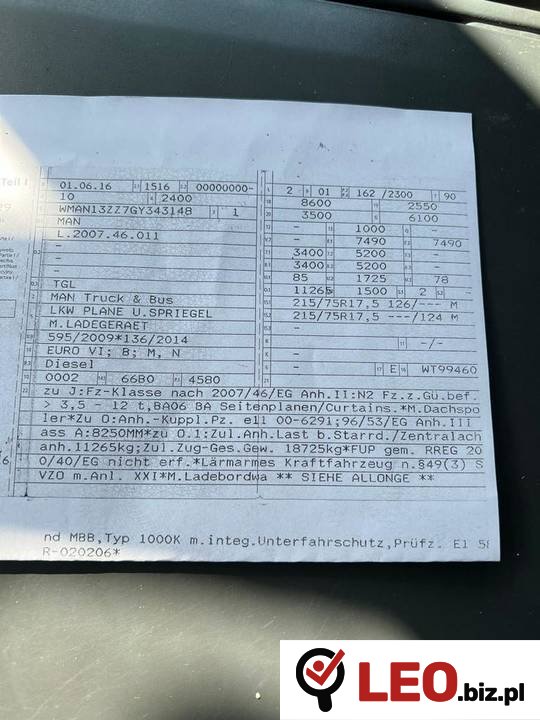 Teil I
01.06.16 1516 00000000-
2 01 162 /2300 90
10 2400
8600 2550
WMAN13ZZ7GY343148 1
3500 6100
MAN
- 1000 -
L.2007.46.011
- 7490 7490
-
3400 12 5200 -
-
3400 5200 -
TGL
85 1725 78
MAN Truck & Bus
11265 1500 2 -
LKW PLANE U.SPRIEGEL
215/75R17,5 126/--- M
M.LADEGERAET
215/75R17,5 ---/124 M
595/2009*136/2014
- -/-
EURO VI; B; M, N
-
Diesel
- E WT99460
0002 66B0 4580
zu J:Fz-Klasse nach 2007/46/EG Anh.II:N2 Fz.z.Gü.bef.
> 3,5 - 12 t,BA06 BA Seitenplanen/Curtains.*M.Dachspo
ler*Zu O:Anh.-Kuppl.Pz. e11 00-6291;96/53/EG Anh.III
ass A:8250MM*zu O.1:Zul.Anh.Last b.Starrd./Zentralach
anh.11265kg;Zul.Zug-Ges.Gew. 18725kg*FUP gem. RREG 20
00/40/EG nicht erf.*Lärmarmes Kraftfahrzeug n.§49(3) S
VZO m.Anl. XXI*M.Ladebordwa ** SIEHE ALLONGE **
nd MBB,Typ 1000K m.integ.Unterfahrschutz,Prüfz. E1 58
R-020206*
LEO.biz.pl